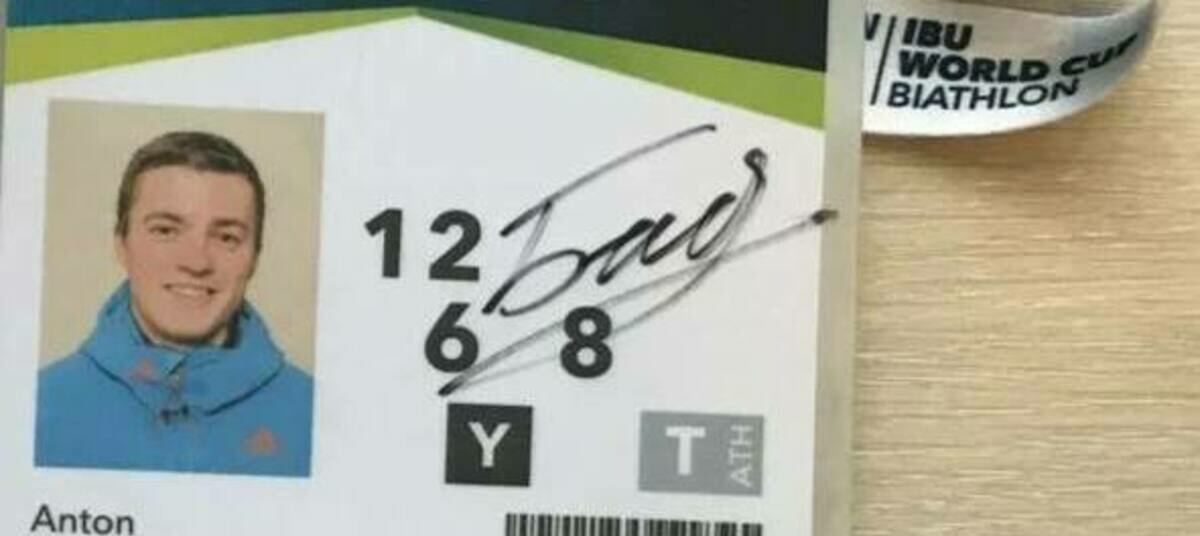 IBU
WORLD CUP
BIATHLON
12
6 8
Y T ATH
Anton